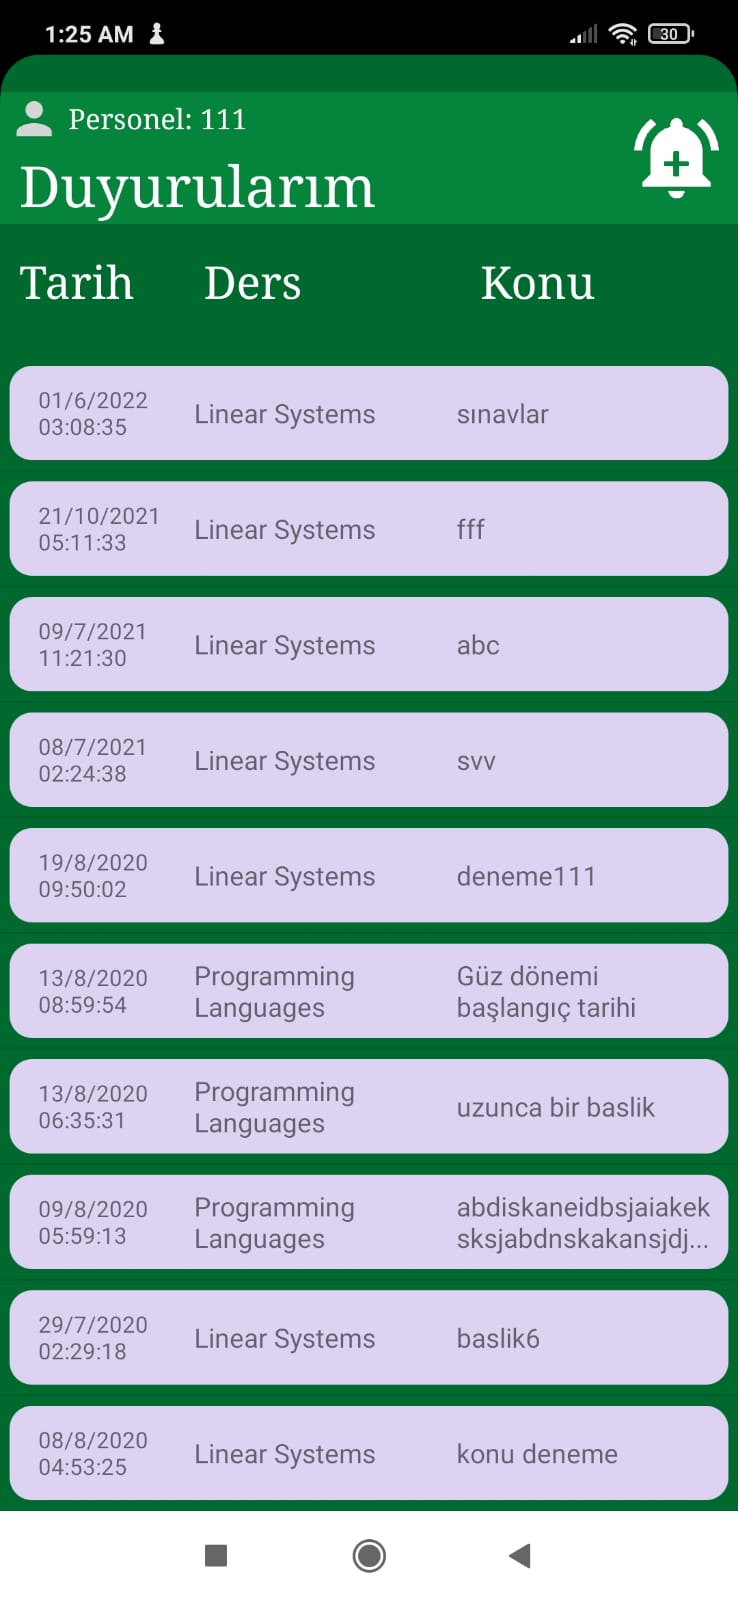 1:25 AM
30
Personel: 111
Duyurularım
Tarih Ders Konu
01/6/2022
03:08:35
Linear Systems
sınavlar
21/10/2021
05:11:33
Linear Systems
fff
09/7/2021
11:21:30
Linear Systems
abc
08/7/2021
02:24:38
Linear Systems
svv
19/8/2020
09:50:02
Linear Systems
deneme111
13/8/2020
08:59:54
Programming
Languages
Güz dönemi
başlangıç tarihi
13/8/2020
06:35:31
Programming
Languages
uzunca bir baslik
09/8/2020
05:59:13
Programming
Languages
abdiskaneidbsjaiakek
sksjabdnskakansjdj...
29/7/2020
02:29:18
Linear Systems
baslik6
08/8/2020
04:53:25
Linear Systems
konu deneme